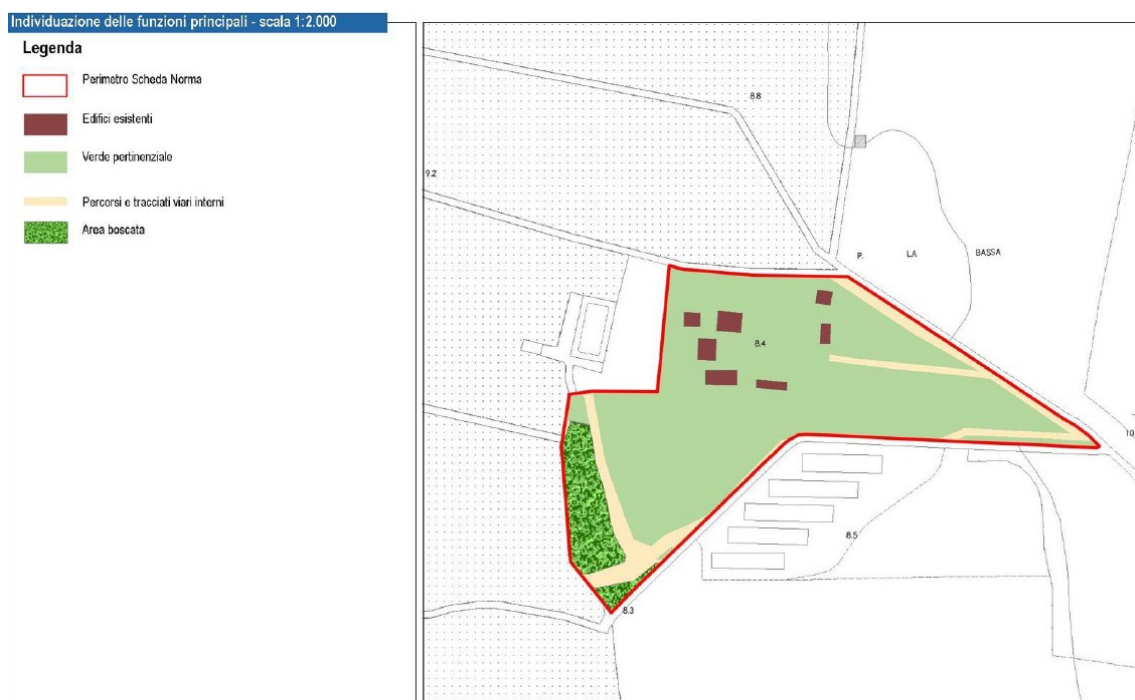 Individuazione delle funzioni principali - scala 1:2.000
Legenda
Perimetro Scheda Norma
Edifici esistenti
Verde pertinenziale
Percorsi e tracciati viari interni
Area boscata
8.8
9.2
P. LA BASSA
8.4
10
8.5
8.3